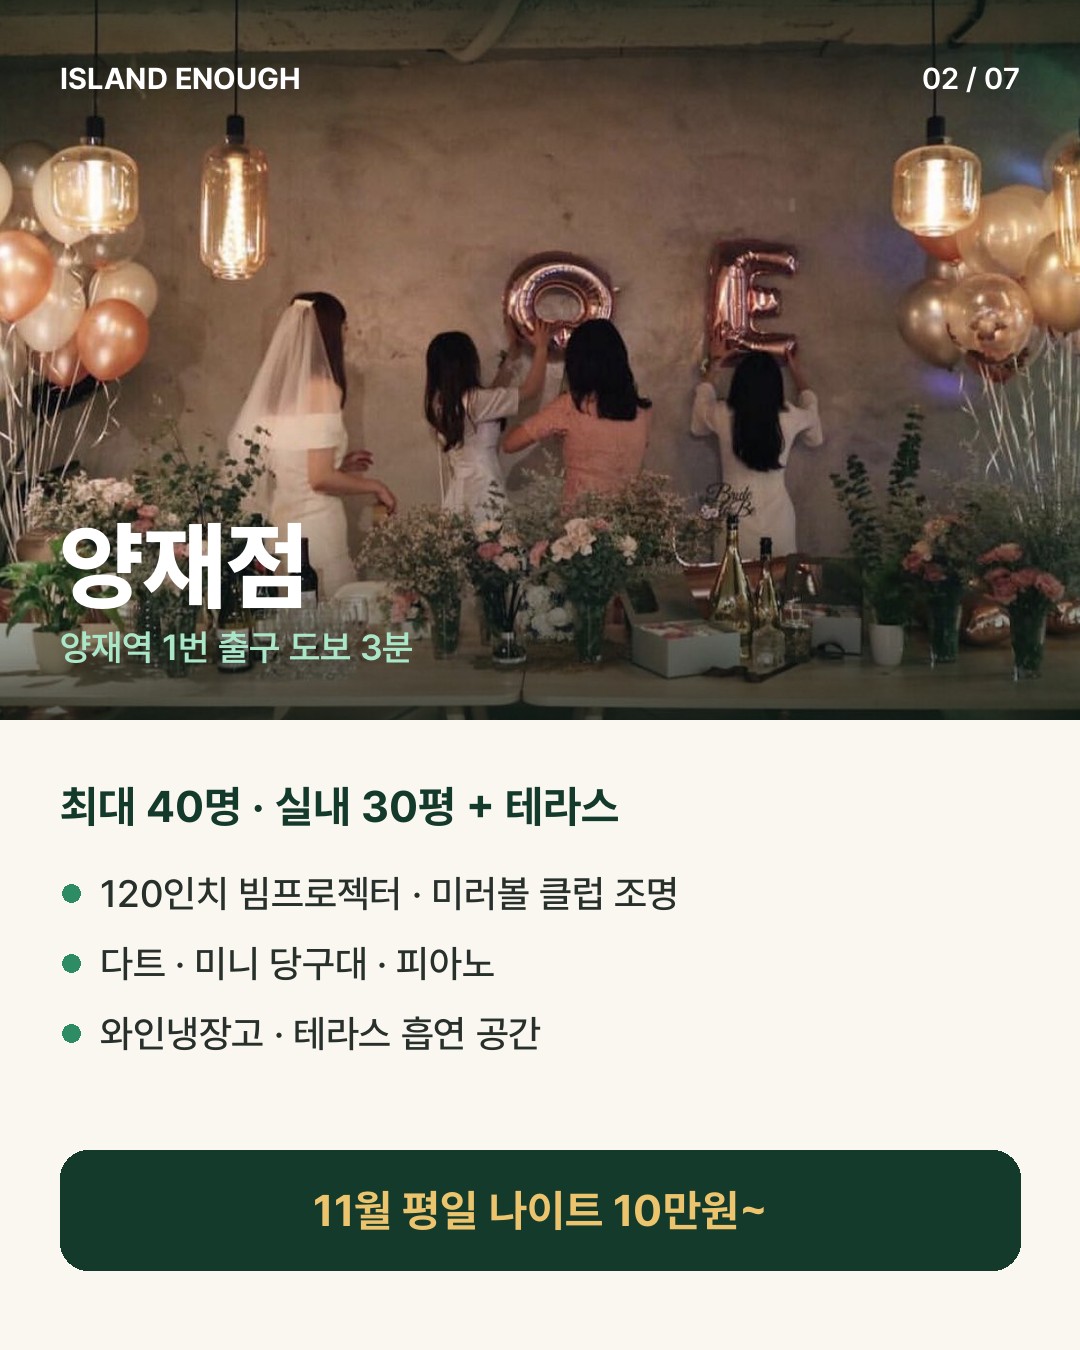 ISLAND ENOUGH
02 / 07
O E
Bride
to Be
양재점
양재역 1번 출구 도보 3분
최대 40명 · 실내 30평 + 테라스
120인치 빔프로젝터 · 미러볼 클럽 조명
다트 · 미니 당구대 · 피아노
와인냉장고 · 테라스 흡연 공간
11월 평일 나이트 10만원~